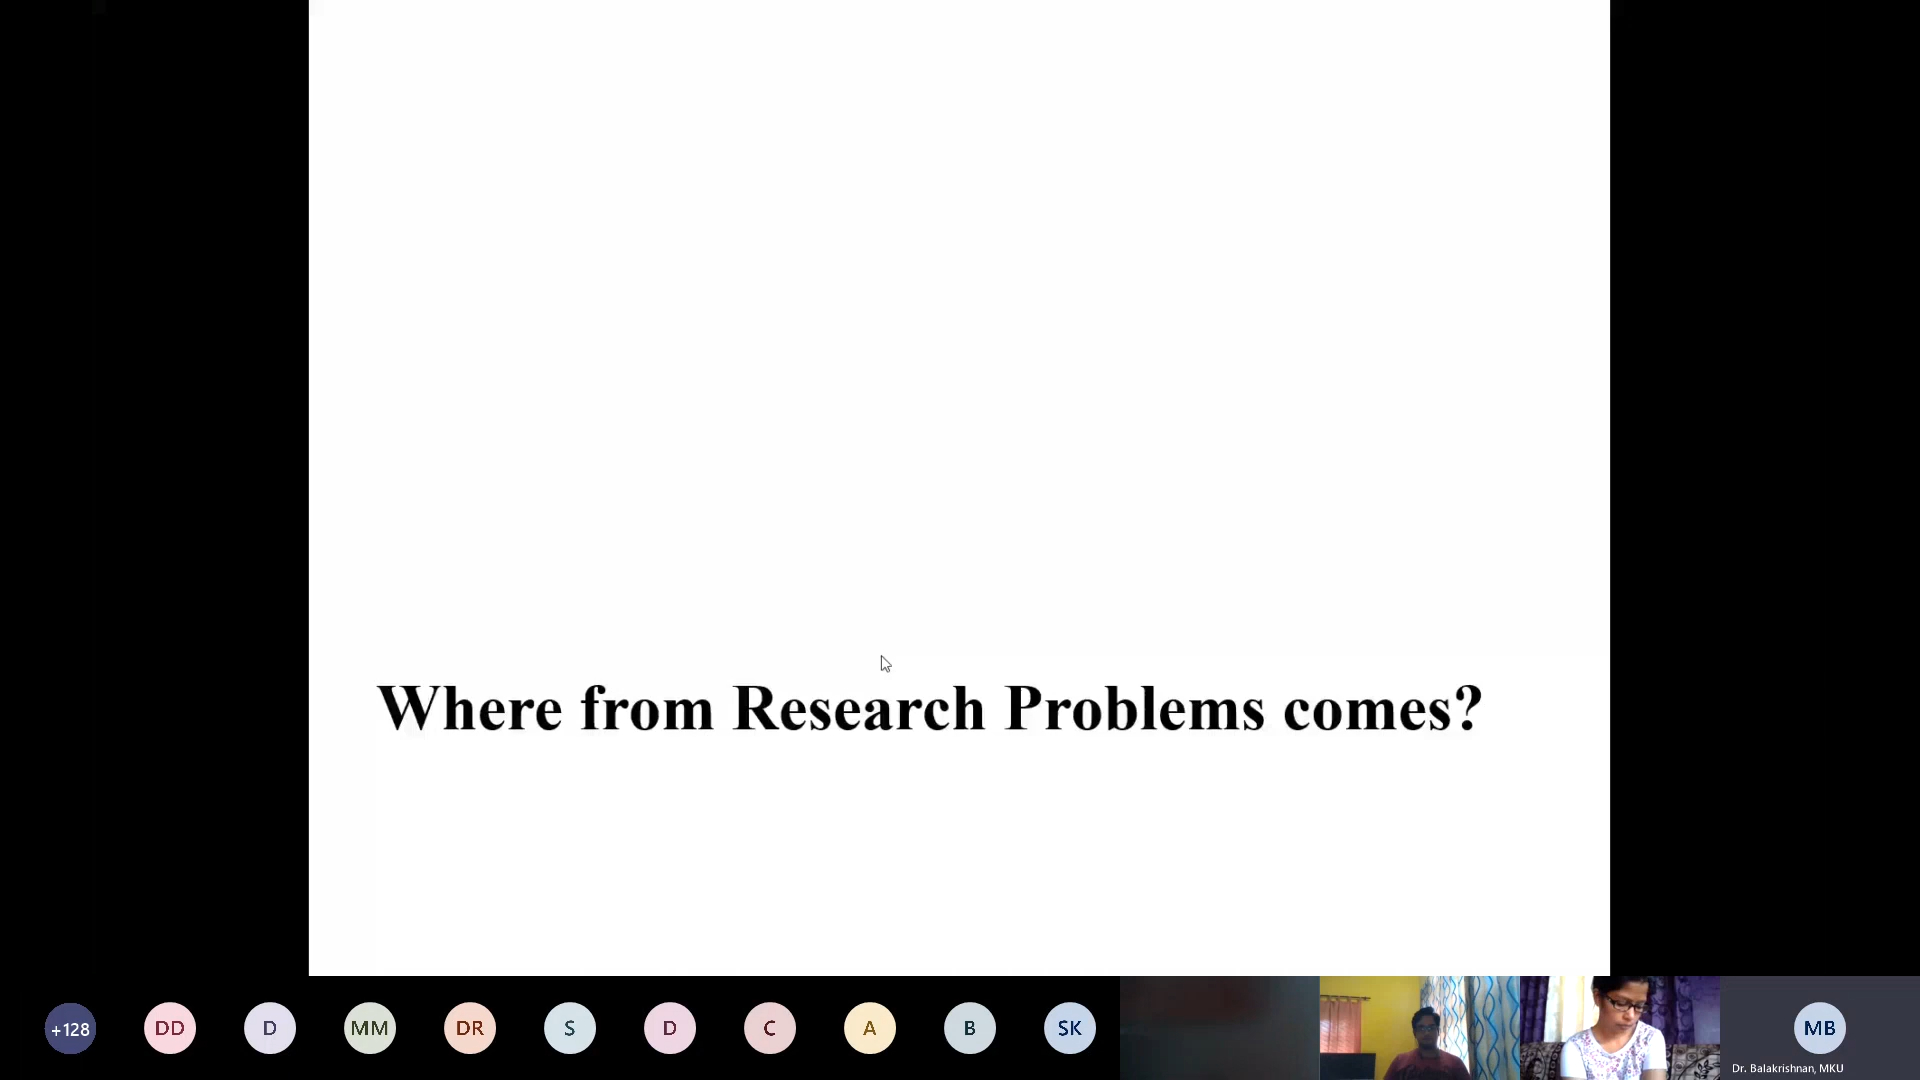 Where from Research Problems comes?
+128 DD D MM DR S D C A B SK MB
Dr. Balakrishnan, MKU